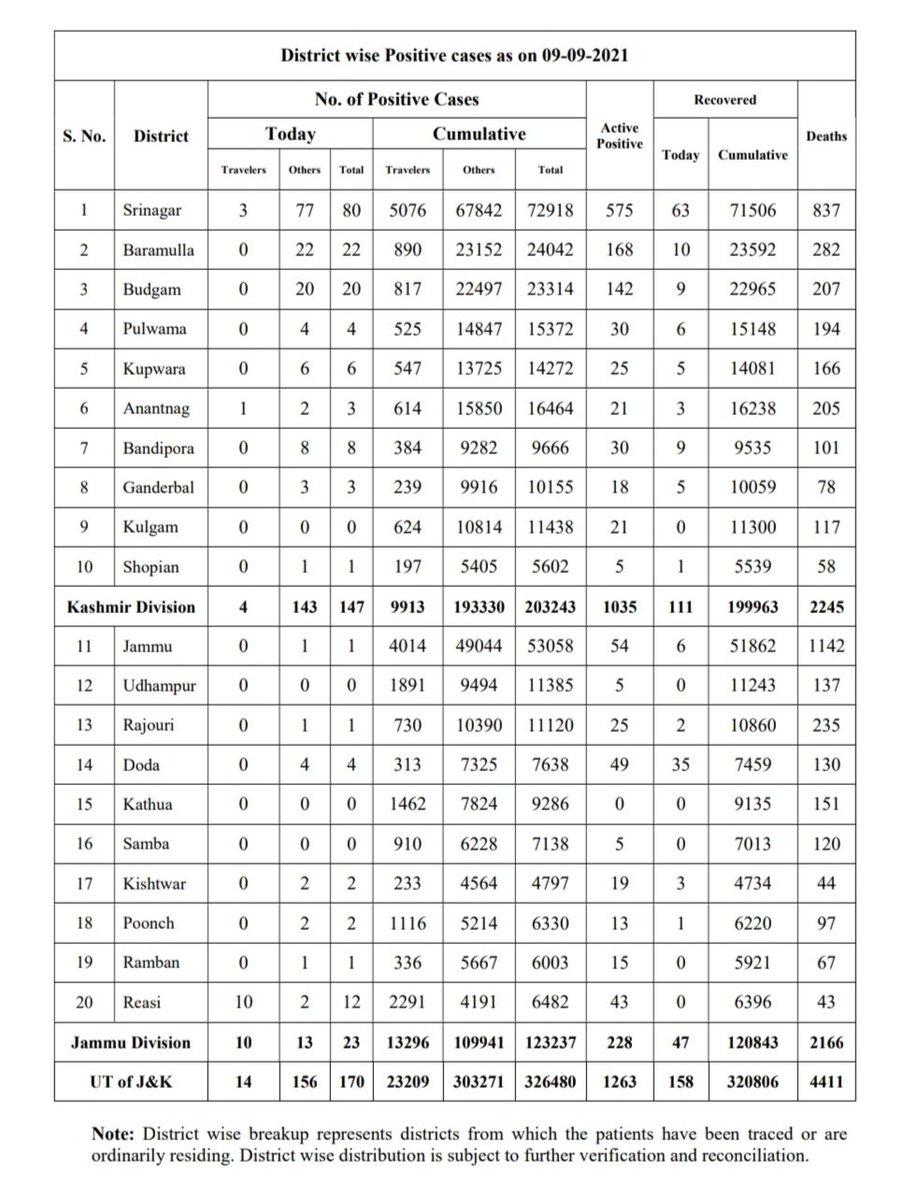 District wise Positive cases as on 09-09-2021
S. No. District No. of Positive Cases Active Positive Recovered Deaths
Today Cumulative Today Cumulative
Travelers Others Total Travelers Others Total
1 Srinagar 3 77 80 5076 67842 72918 575 63 71506 837
2 Baramulla 0 22 22 890 23152 24042 168 10 23592 282
3 Budgam 0 20 20 817 22497 23314 142 9 22965 207
4 Pulwama 0 4 4 525 14847 15372 30 6 15148 194
5 Kupwara 0 6 6 547 13725 14272 25 5 14081 166
6 Anantnag 1 2 3 614 15850 16464 21 3 16238 205
7 Bandipora 0 8 8 384 9282 9666 30 9 9535 101
8 Ganderbal 0 3 3 239 9916 10155 18 5 10059 78
9 Kulgam 0 0 0 624 10814 11438 21 0 11300 117
10 Shopian 0 1 1 197 5405 5602 5 1 5539 58
Kashmir Division 4 143 147 9913 193330 203243 1035 111 199963 2245
11 Jammu 0 1 1 4014 49044 53058 54 6 51862 1142
12 Udhampur 0 0 0 1891 9494 11385 5 0 11243 137
13 Rajouri 0 1 1 730 10390 11120 25 2 10860 235
14 Doda 0 4 4 313 7325 7638 49 35 7459 130
15 Kathua 0 0 0 1462 7824 9286 0 0 9135 151
16 Samba 0 0 0 910 6228 7138 5 0 7013 120
17 Kishtwar 0 2 2 233 4564 4797 19 3 4734 44
18 Poonch 0 2 2 1116 5214 6330 13 1 6220 97
19 Ramban 0 1 1 336 5667 6003 15 0 5921 67
20 Reasi 10 2 12 2291 4191 6482 43 0 6396 43
Jammu Division 10 13 23 13296 109941 123237 228 47 120843 2166
UT of J&K 14 156 170 23209 303271 326480 1263 158 320806 4411
Note: District wise breakup represents districts from which the patients have been traced or are
ordinarily residing. District wise distribution is subject to further verification and reconciliation.